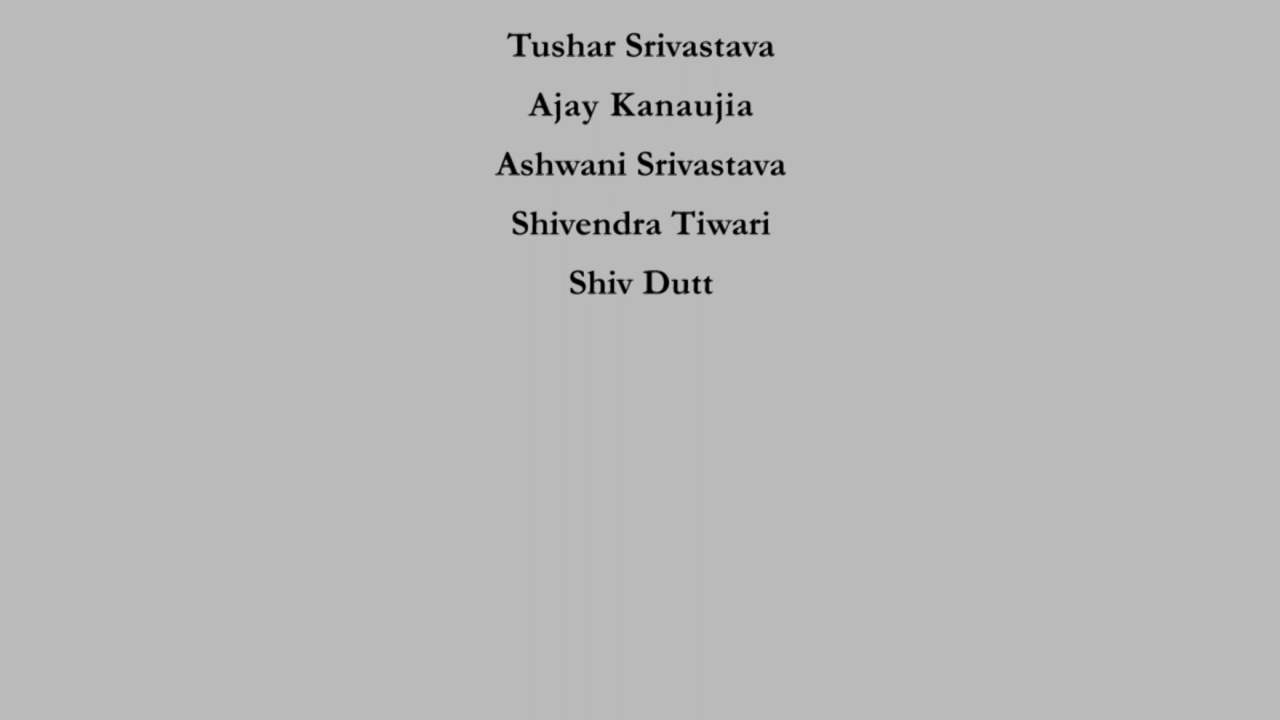 Tushar Srivastava
Ajay Kanaujia
Ashwani Srivastava
Shivendra Tiwari
Shiv Dutt